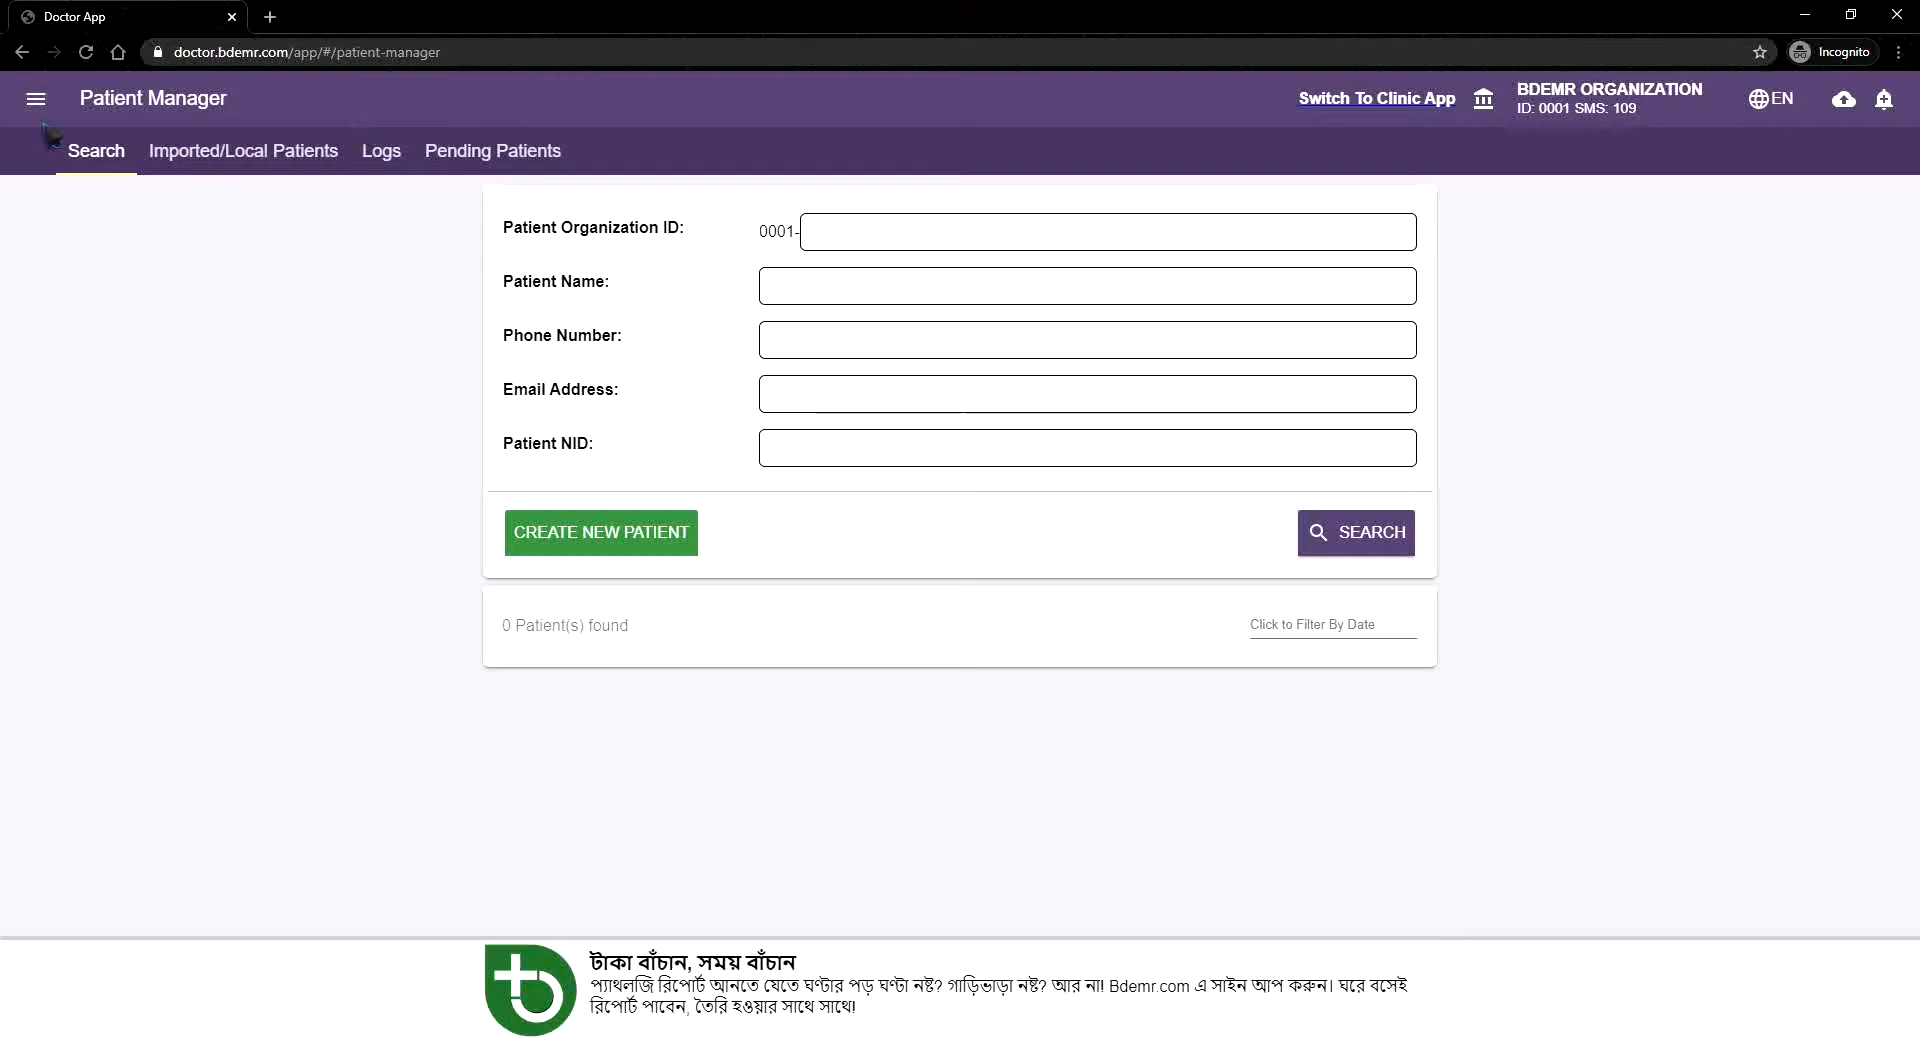 Doctor App
doctor.bdemr.com/app/#/patient-manager
Incognito
Patient Manager
Switch To Clinic App
BDEMR ORGANIZATION
ID: 0001 SMS: 109
EN
Search
Imported/Local Patients
Logs
Pending Patients
Patient Organization ID:
0001-
Patient Name:
Phone Number:
Email Address:
Patient NID:
CREATE NEW PATIENT
SEARCH
0 Patient(s) found
Click to Filter By Date
টাকা বাঁচান, সময় বাঁচান
প্যাথলজি রিপোর্ট আনতে যেতে ঘণ্টার পড় ঘণ্টা নষ্ট? গাড়িভাড়া নষ্ট? আর না! Bdemr.com এ সাইন আপ করুন। ঘরে বসেই
রিপোর্ট পাবেন, তৈরি হওয়ার সাথে সাথে!